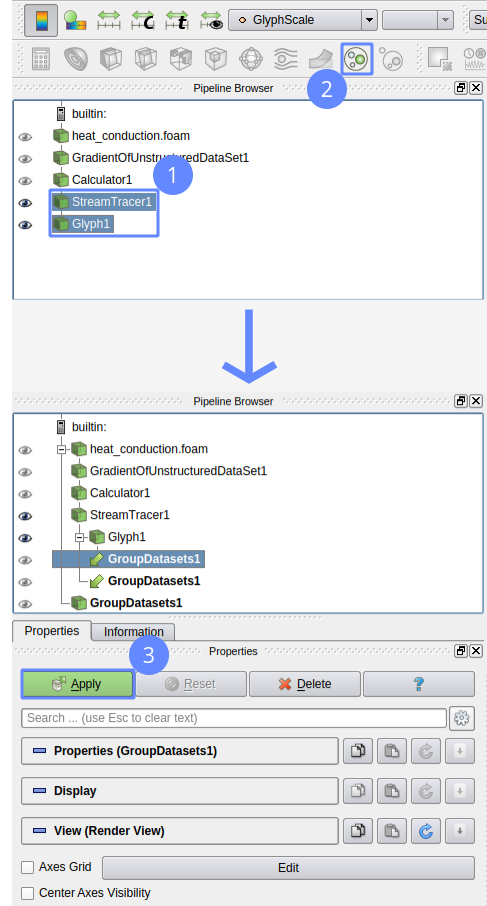 GlyphScale
Su
2
Pipeline Browser
builtin:
heat_conduction.foam
GradientOfUnstructuredDataSet1
Calculator1
1
StreamTracer1
Glyph1
Pipeline Browser
builtin:
heat_conduction.foam
GradientOfUnstructuredDataSet1
Calculator1
StreamTracer1
Glyph1
GroupDatasets1
GroupDatasets1
GroupDatasets1
Properties
Information
3
Properties
Apply
Reset
Delete
?
Search ... (use Esc to clear text)
Properties (GroupDatasets1)
Display
View (Render View)
Axes Grid
Edit
Center Axes Visibility